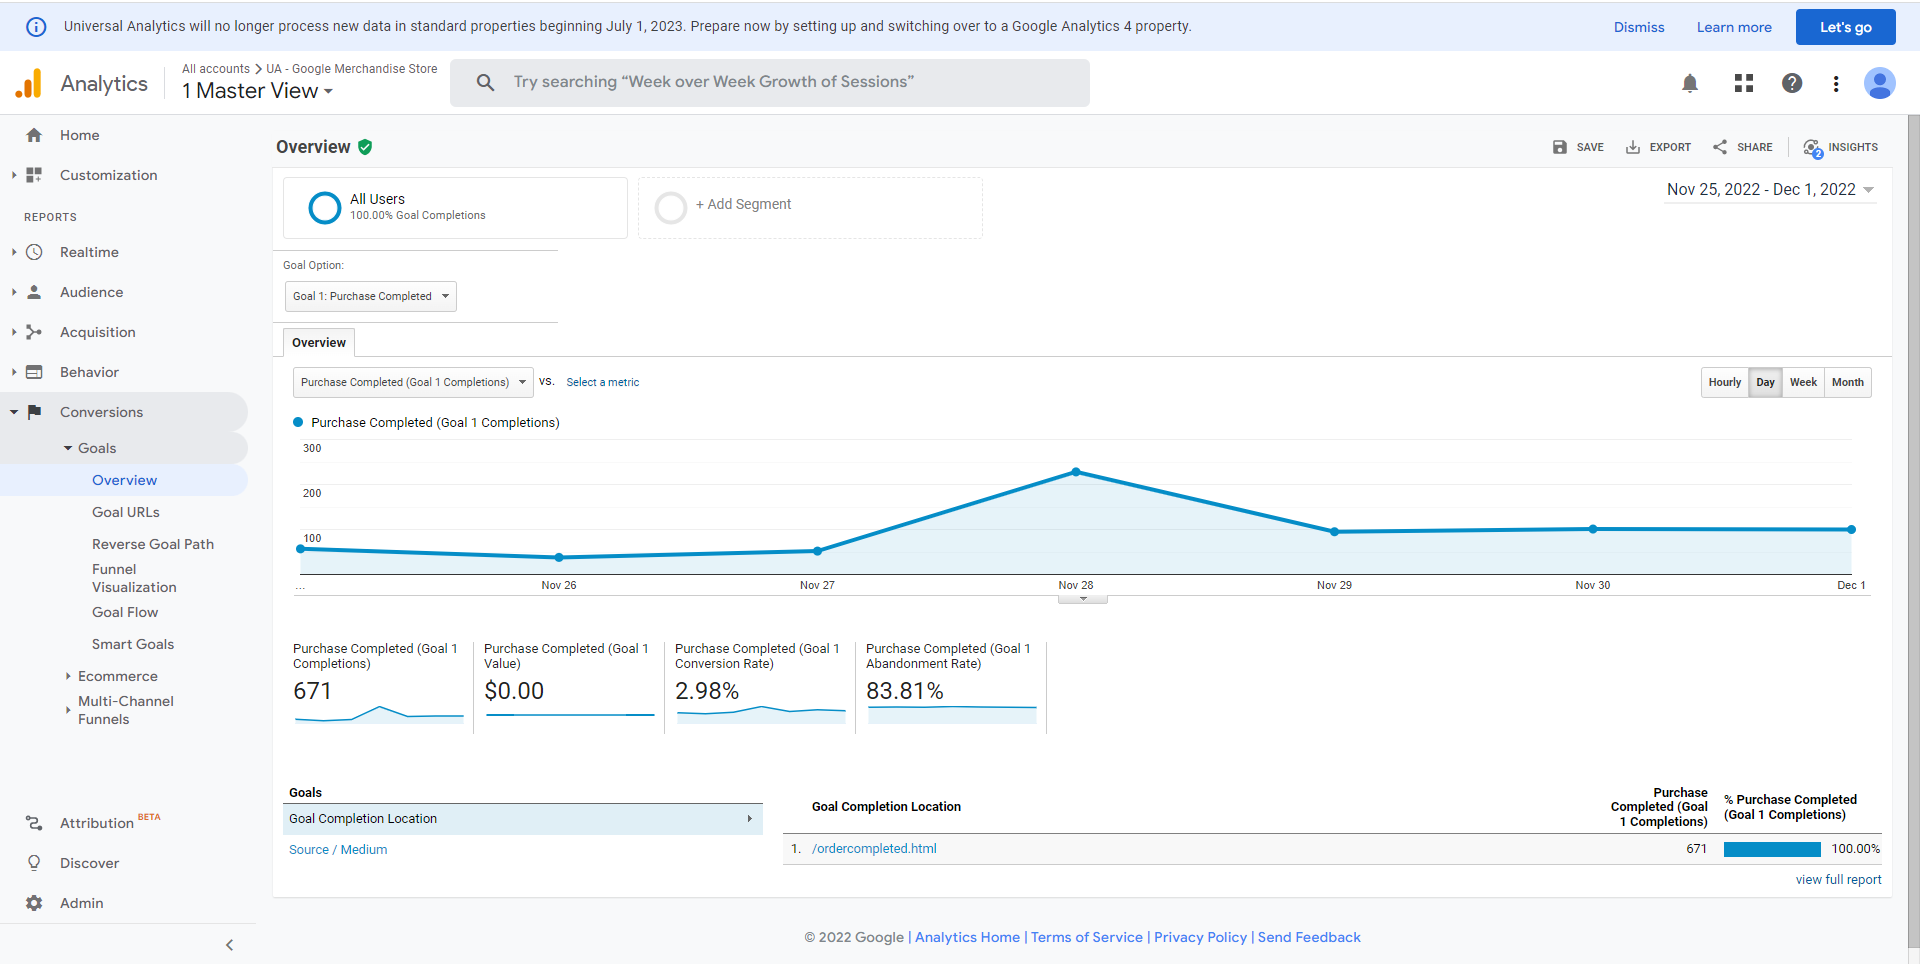 Universal Analytics will no longer process new data in standard properties beginning July 1, 2023. Prepare now by setting up and switching over to a Google Analytics 4 property.
Dismiss
Learn more
Let's go
Analytics
All accounts > UA - Google Merchandise Store
1 Master View
Try searching “Week over Week Growth of Sessions”
Home
Customization
REPORTS
Realtime
Audience
Acquisition
Behavior
Conversions
Goals
Overview
Goal URLs
Reverse Goal Path
Funnel
Visualization
Goal Flow
Smart Goals
Ecommerce
Multi-Channel
Funnels
Attribution BETA
Discover
Admin
Overview
SAVE
EXPORT
SHARE
2
INSIGHTS
All Users
100.00% Goal Completions
+ Add Segment
Nov 25, 2022 - Dec 1, 2022
Goal Option:
Goal 1: Purchase Completed
Overview
Purchase Completed (Goal 1 Completions)
VS.
Select a metric
Hourly
Day
Week
Month
Purchase Completed (Goal 1 Completions)
300
200
100
...
Nov 26
Nov 27
Nov 28
Nov 29
Nov 30
Dec 1
Purchase Completed (Goal 1
Completions)
671
Purchase Completed (Goal 1
Value)
$0.00
Purchase Completed (Goal 1
Conversion Rate)
2.98%
Purchase Completed (Goal 1
Abandonment Rate)
83.81%
Goals
Goal Completion Location
Source / Medium
Goal Completion Location
Purchase
Completed (Goal
1 Completions)
% Purchase Completed
(Goal 1 Completions)
1. /ordercompleted.html
671
100.00%
view full report
© 2022 Google | Analytics Home | Terms of Service | Privacy Policy | Send Feedback